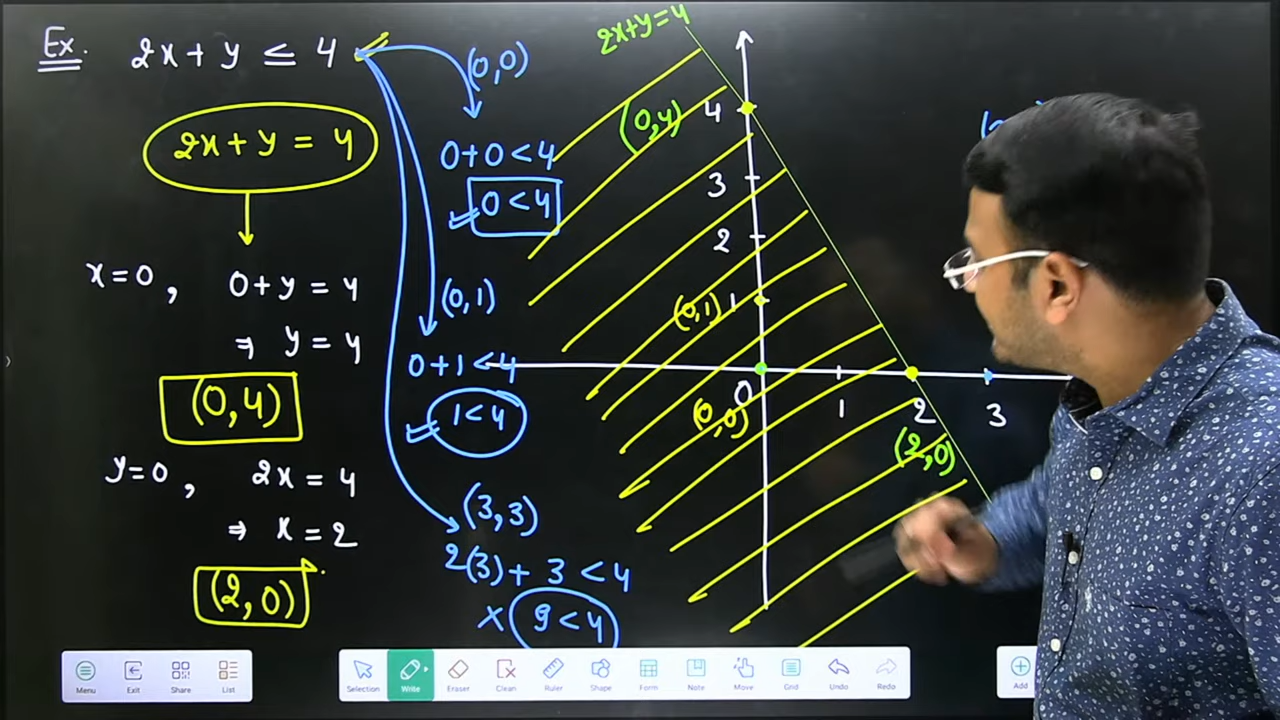 Ex. 2x + y ≤ 4
2x + y = 4
x=0, 0+y = 4
⇒ y = 4
(0,4)
y=0, 2x = 4
⇒ x = 2
(2,0)
(0,0)
0+0<4
0<4
(0,1)
0+1<4
1<4
(3,3)
2(3)+ 3 <4
× 9<4
2x+y=4
(0,4)
4
3
2
(0,1)
1
0
1
2
3
(0,0)
(2,0)
Menu
Exit
Share
List
Selection
Write
Eraser
Clean
Ruler
Shape
Form
Note
Move
Grid
Undo
Redo
Add